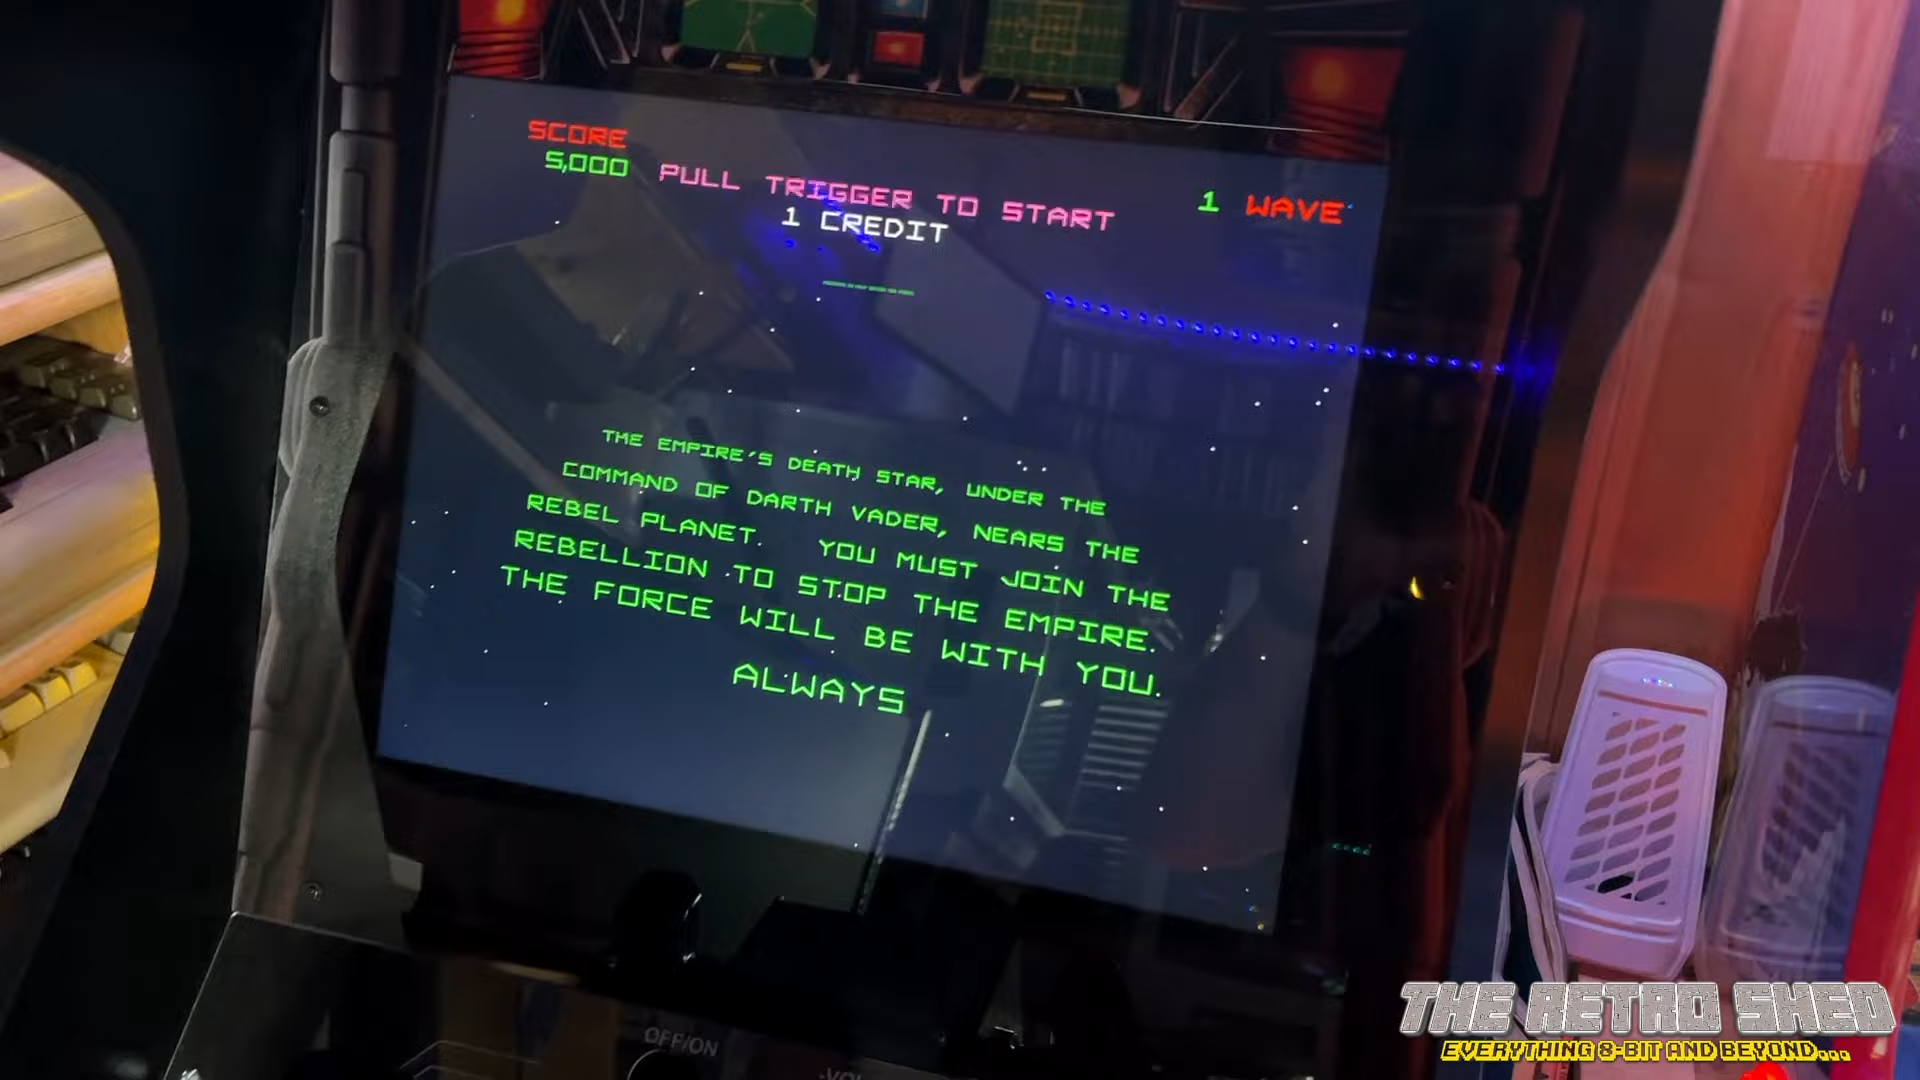 SCORE
5,000
PULL TRIGGER TO START
1 WAVE
1 CREDIT
THE EMPIRE'S DEATH STAR, UNDER THE
COMMAND OF DARTH VADER, NEARS THE
REBEL PLANET. YOU MUST JOIN THE
REBELLION TO STOP THE EMPIRE.
THE FORCE WILL BE WITH YOU.
ALWAYS
OFF/ON
THE RETRO SHED
EVERYTHING 8-BIT AND BEYOND...